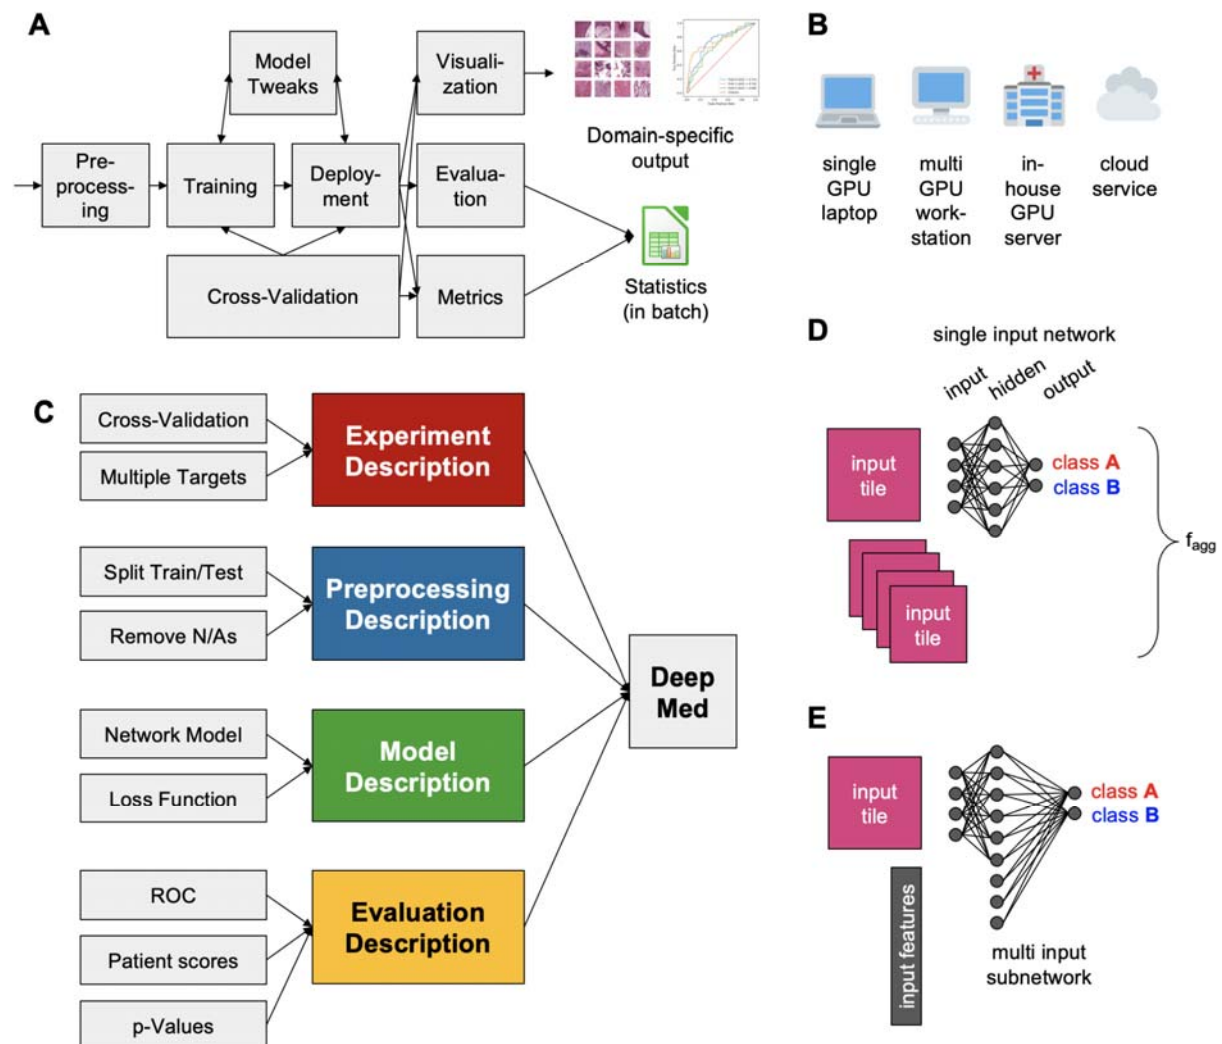 A
Model
Tweaks
Visuali-
zation
Domain-specific
output
Pre-
process-
ing
Training
Deploy-
ment
Evalua-
tion
Cross-Validation
Metrics
Statistics
(in batch)
B
single
GPU
laptop
multi
GPU
work-
station
in-
house
GPU
server
cloud
service
C
Cross-Validation
Multiple Targets
Experiment
Description
Split Train/Test
Remove N/As
Preprocessing
Description
Network Model
Loss Function
Model
Description
ROC
Patient scores
p-Values
Evaluation
Description
Deep
Med
D
single input network
input
hidden
output
input
tile
class A
class B
input
tile
fagg
E
input
tile
class A
class B
input features
multi input
subnetwork